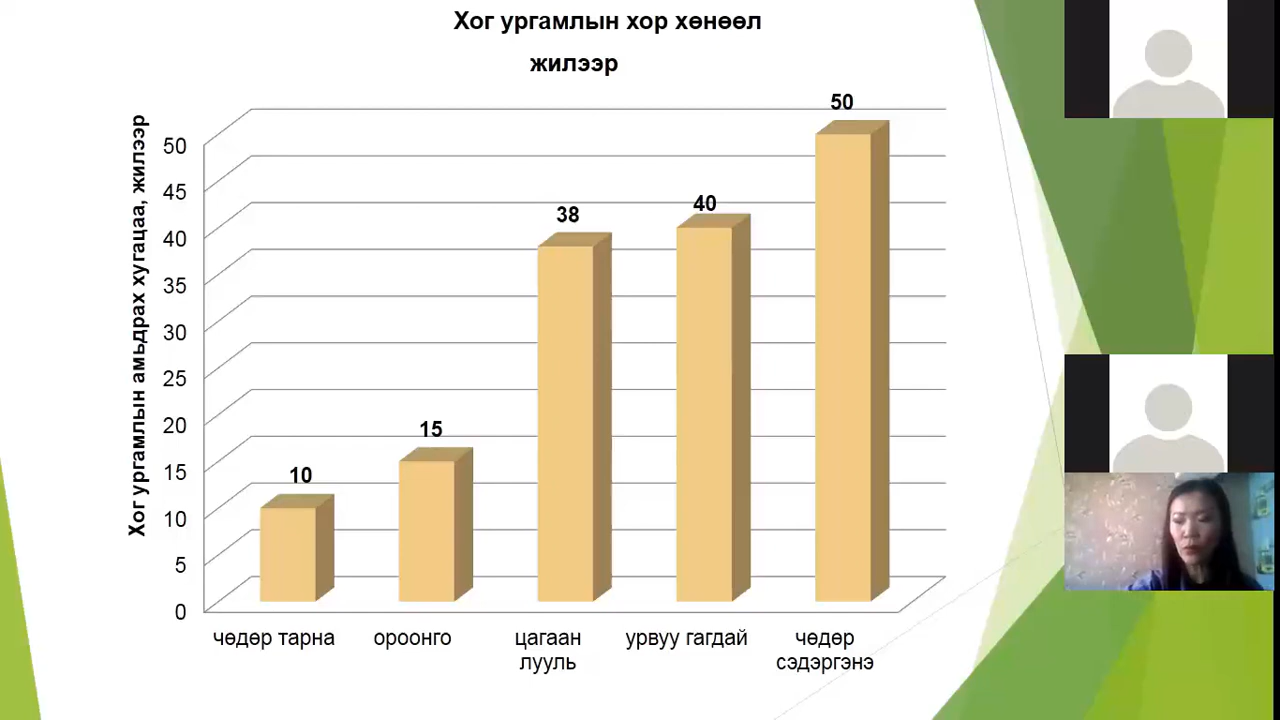 Хог ургамлын хор хөнөөл
жилээр
Хог ургамлын амьдрах хугацаа, жилээр
50
45
40
35
30
25
20
15
10
5
0
10
15
38
40
50
чөдөр тарна
ороонго
цагаан
лууль
урвуу гагдай
чөдөр
сэдэргэнэ